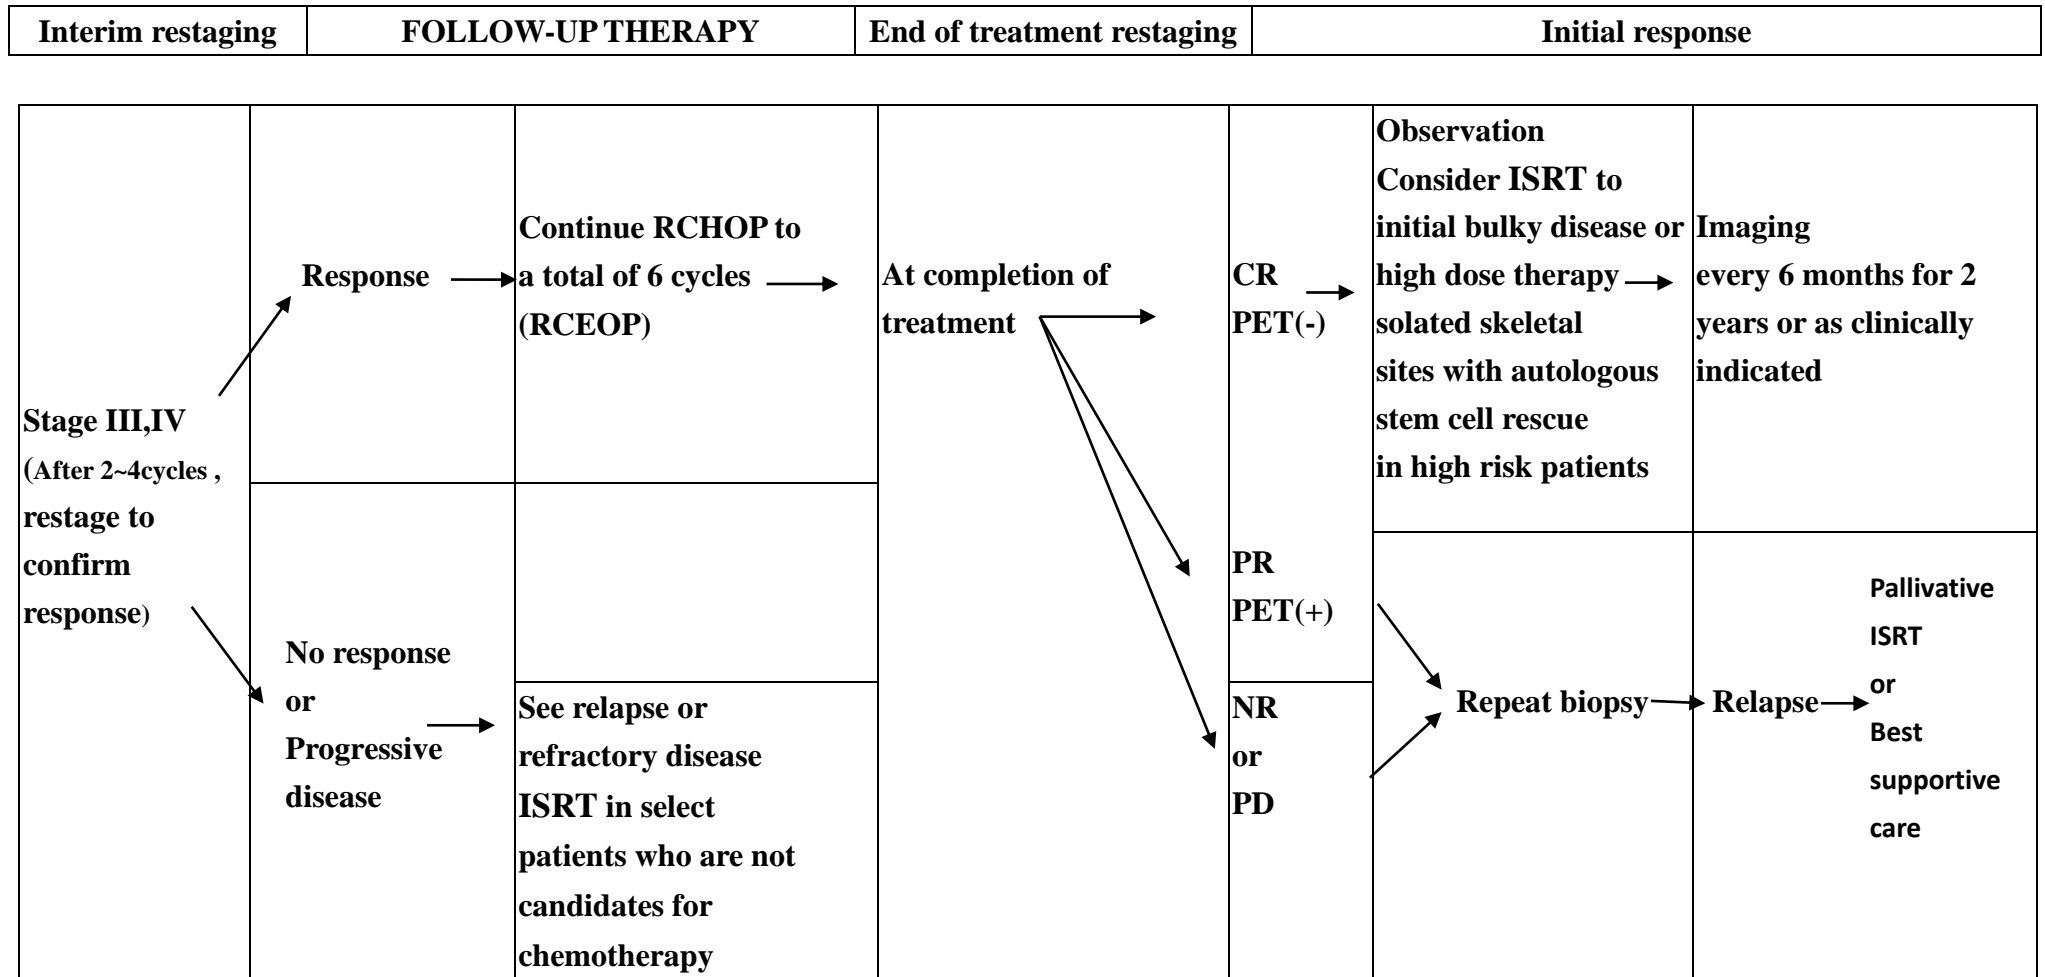 Interim restaging
FOLLOW-UP THERAPY
End of treatment restaging
Initial response
Stage III,IV
(After 2~4cycles ,
restage to
confirm
response)
Response
Continue RCHOP to
a total of 6 cycles
(RCEOP)
At completion of
treatment
CR
PET(-)
Observation
Consider ISRT to
initial bulky disease or
high dose therapy
solated skeletal
sites with autologous
stem cell rescue
in high risk patients
Imaging
every 6 months for 2
years or as clinically
indicated
No response
or
Progressive
disease
See relapse or
refractory disease
ISRT in select
patients who are not
candidates for
chemotherapy
PR
PET(+)
NR
or
PD
Repeat biopsy
Relapse
Pallivative
ISRT
or
Best
supportive
care